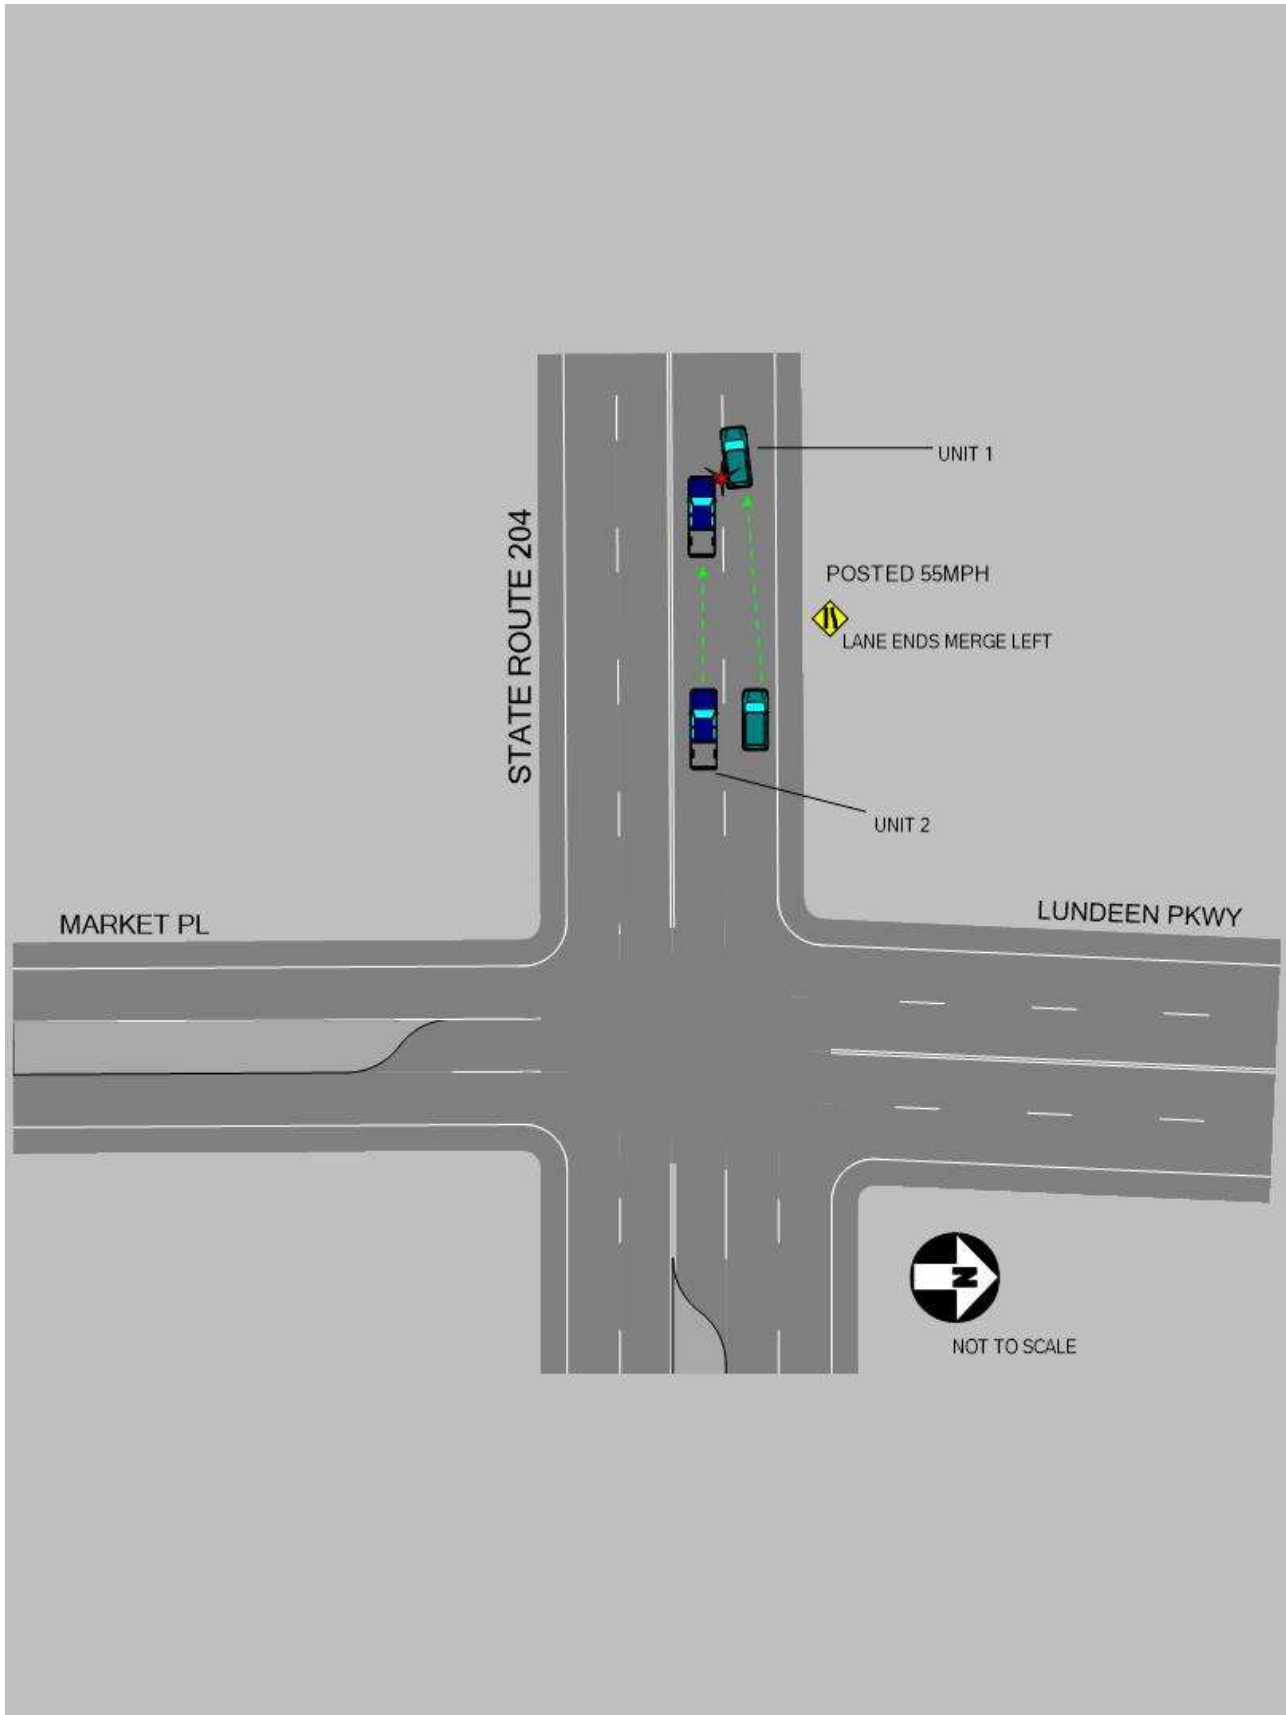 UNIT 1
STATE ROUTE 204
POSTED 55MPH
LANE ENDS MERGE LEFT
UNIT 2
MARKET PL
LUNDEEN PKWY
N
NOT TO SCALE